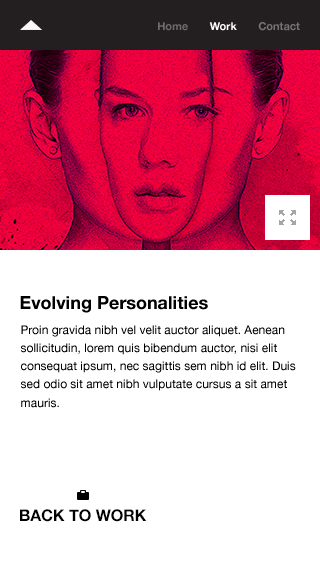 Home Work Contact
Evolving Personalities
Proin gravida nibh vel velit auctor aliquet. Aenean
sollicitudin, lorem quis bibendum auctor, nisi elit
consequat ipsum, nec sagittis sem nibh id elit. Duis
sed odio sit amet nibh vulputate cursus a sit amet
mauris.
BACK TO WORK